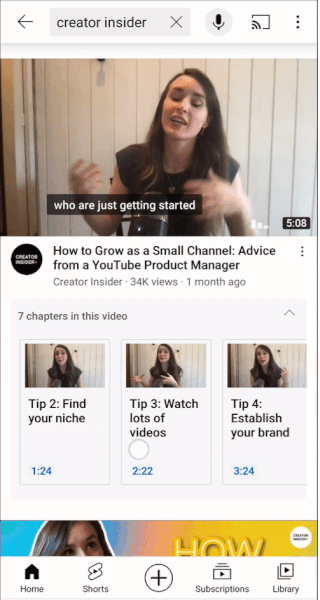 creator insider
who are just getting started
5:08
CREATOR
INSIDER
How to Grow as a Small Channel: Advice
from a YouTube Product Manager
Creator Insider · 34K views · 1 month ago
7 chapters in this video
Tip 2: Find
your niche
1:24
Tip 3: Watch
lots of
videos
2:22
Tip 4:
Establish
your brand
3:24
CREATOR
INSIDER
HOW
Home
Shorts
Subscriptions
Library